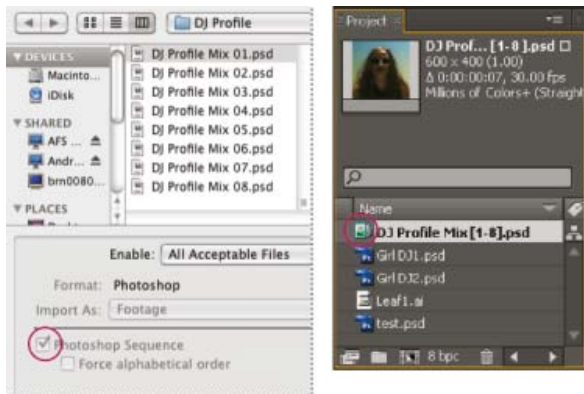 DJ Profile
DEVICES
Macinto...
iDisk
SHARED
AFS ...
Andr...
brn0080...
PLACES
DJ Profile Mix 01.psd
DJ Profile Mix 02.psd
DJ Profile Mix 03.psd
DJ Profile Mix 04.psd
DJ Profile Mix 05.psd
DJ Profile Mix 06.psd
DJ Profile Mix 07.psd
DJ Profile Mix 08.psd
Enable: All Acceptable Files
Format: Photoshop
Import As: Footage
Photoshop Sequence
Force alphabetical order
Project
DJ Prof... [1-8].psd
600 x 400 (1.00)
Δ 0:00:00:07, 30.00 fps
Millions of Colors+ (Straight
Name
DJ Profile Mix[1-8].psd
Girl DJ1.psd
Girl DJ2.psd
Leaf1.ai
test.psd
8 bpc